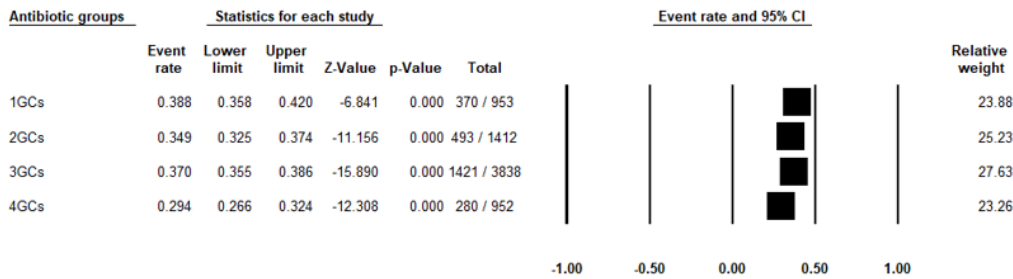 Antibiotic groups Statistics for each study Event rate and 95% CI
Event Lower Upper Relative
rate limit limit Z-Value p-Value Total weight
1GCs 0.388 0.358 0.420 -6.841 0.000 370 / 953 23.88
2GCs 0.349 0.325 0.374 -11.156 0.000 493 / 1412 25.23
3GCs 0.370 0.355 0.386 -15.890 0.000 1421 / 3838 27.63
4GCs 0.294 0.266 0.324 -12.308 0.000 280 / 952 23.26
-1.00 -0.50 0.00 0.50 1.00